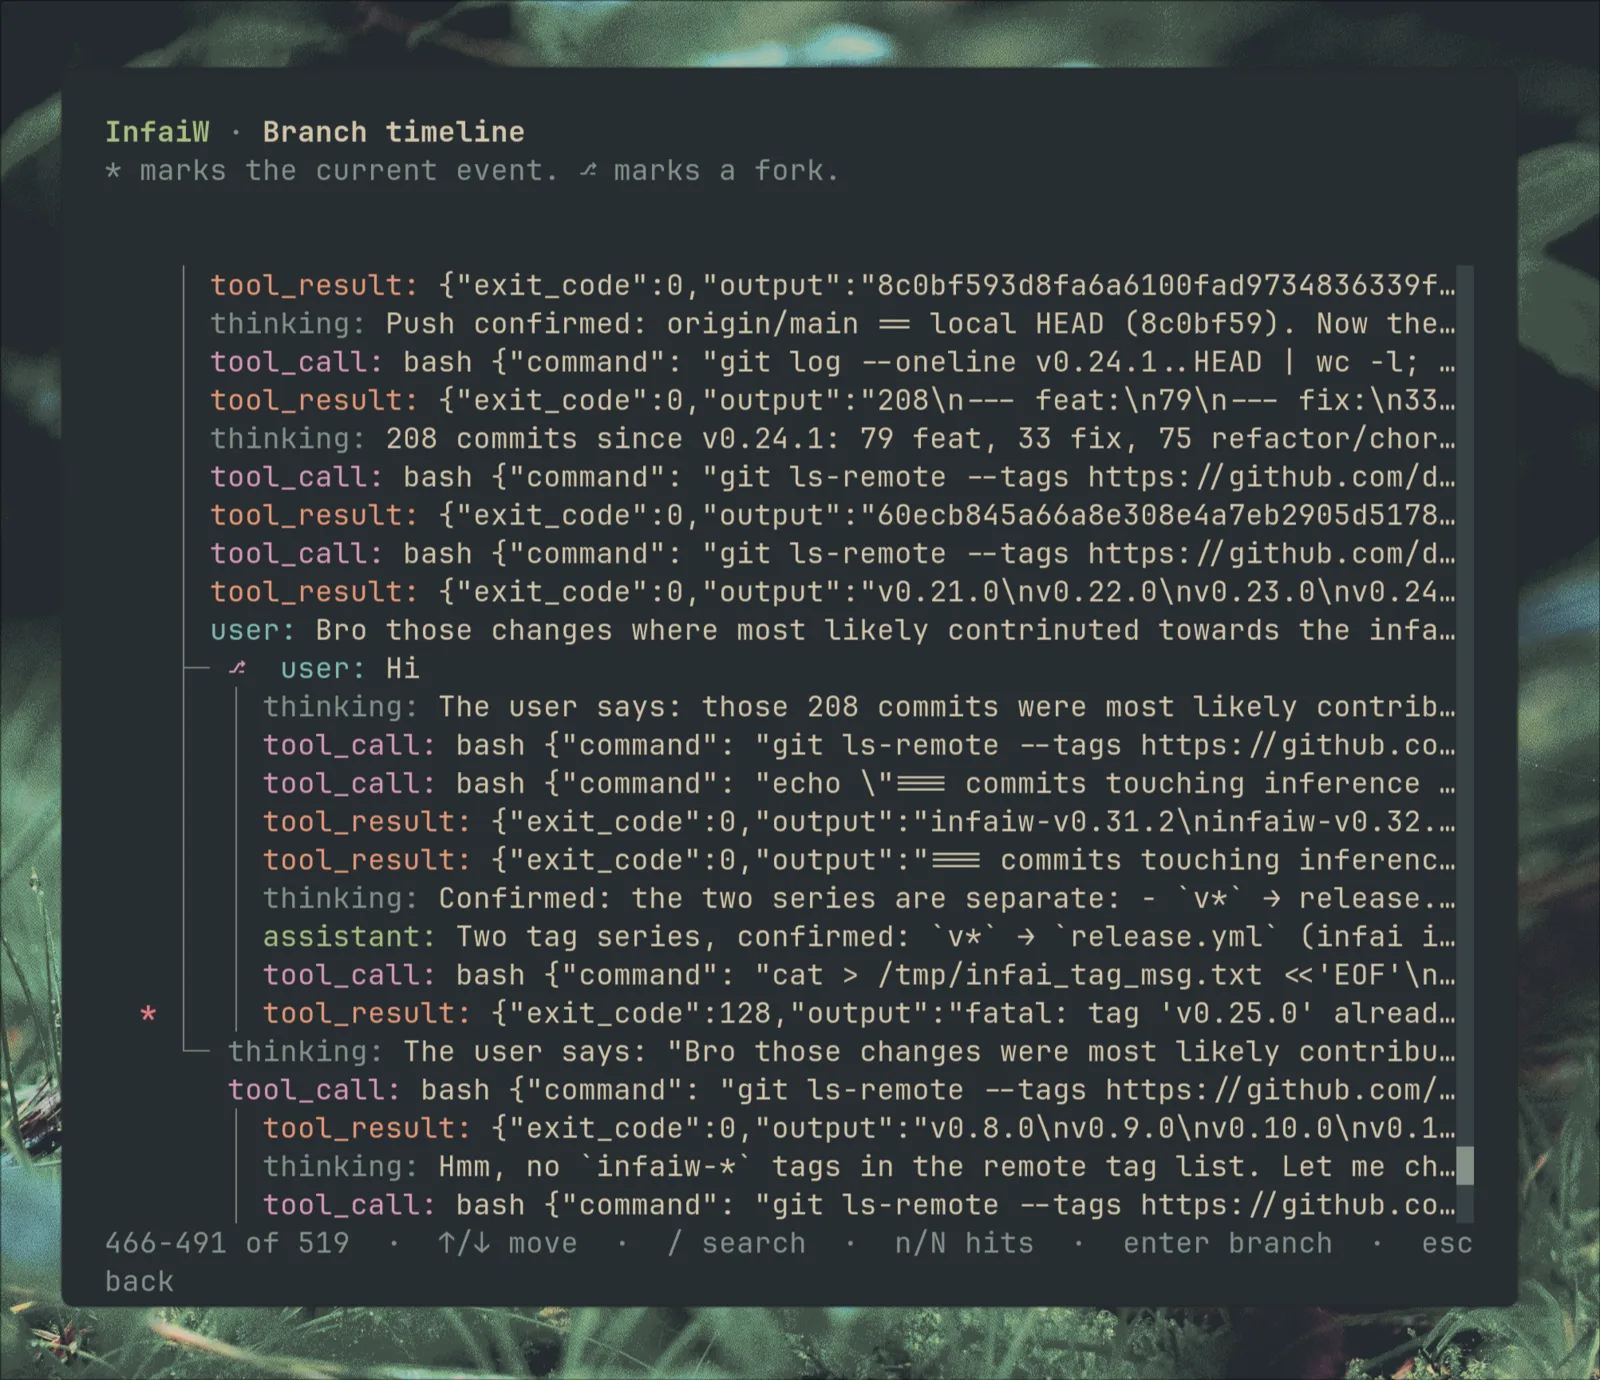 InfaiW · Branch timeline
* marks the current event. ⎇ marks a fork.
tool_result: {"exit_code":0,"output":"8c0bf593d8fa6a6100fad9734836339f…
thinking: Push confirmed: origin/main == local HEAD (8c0bf59). Now the…
tool_call: bash {"command": "git log --oneline v0.24.1..HEAD | wc -l; …
tool_result: {"exit_code":0,"output":"208\n--- feat:\n79\n--- fix:\n33…
thinking: 208 commits since v0.24.1: 79 feat, 33 fix, 75 refactor/chor…
tool_call: bash {"command": "git ls-remote --tags https://github.com/d…
tool_result: {"exit_code":0,"output":"60ecb845a66a8e308e4a7eb2905d5178…
tool_call: bash {"command": "git ls-remote --tags https://github.com/d…
tool_result: {"exit_code":0,"output":"v0.21.0\nv0.22.0\nv0.23.0\nv0.24…
user: Bro those changes where most likely contrinuted towards the infa…
⎇ user: Hi
thinking: The user says: those 208 commits were most likely contrib…
tool_call: bash {"command": "git ls-remote --tags https://github.co…
tool_call: bash {"command": "echo \"=== commits touching inference …
tool_result: {"exit_code":0,"output":"infaiw-v0.31.2\ninfaiw-v0.32.…
tool_result: {"exit_code":0,"output":"=== commits touching inferenc…
thinking: Confirmed: the two series are separate: - `v*` → release.…
assistant: Two tag series, confirmed: `v*` → `release.yml` (infai i…
tool_call: bash {"command": "cat > /tmp/infai_tag_msg.txt <<'EOF'\n…
* tool_result: {"exit_code":128,"output":"fatal: tag 'v0.25.0' alread…
thinking: The user says: "Bro those changes were most likely contribu…
tool_call: bash {"command": "git ls-remote --tags https://github.com/…
tool_result: {"exit_code":0,"output":"v0.8.0\nv0.9.0\nv0.10.0\nv0.1…
thinking: Hmm, no `infaiw-*` tags in the remote tag list. Let me ch…
tool_call: bash {"command": "git ls-remote --tags https://github.co…
466-491 of 519 · ↑/↓ move · / search · n/N hits · enter branch · esc
back